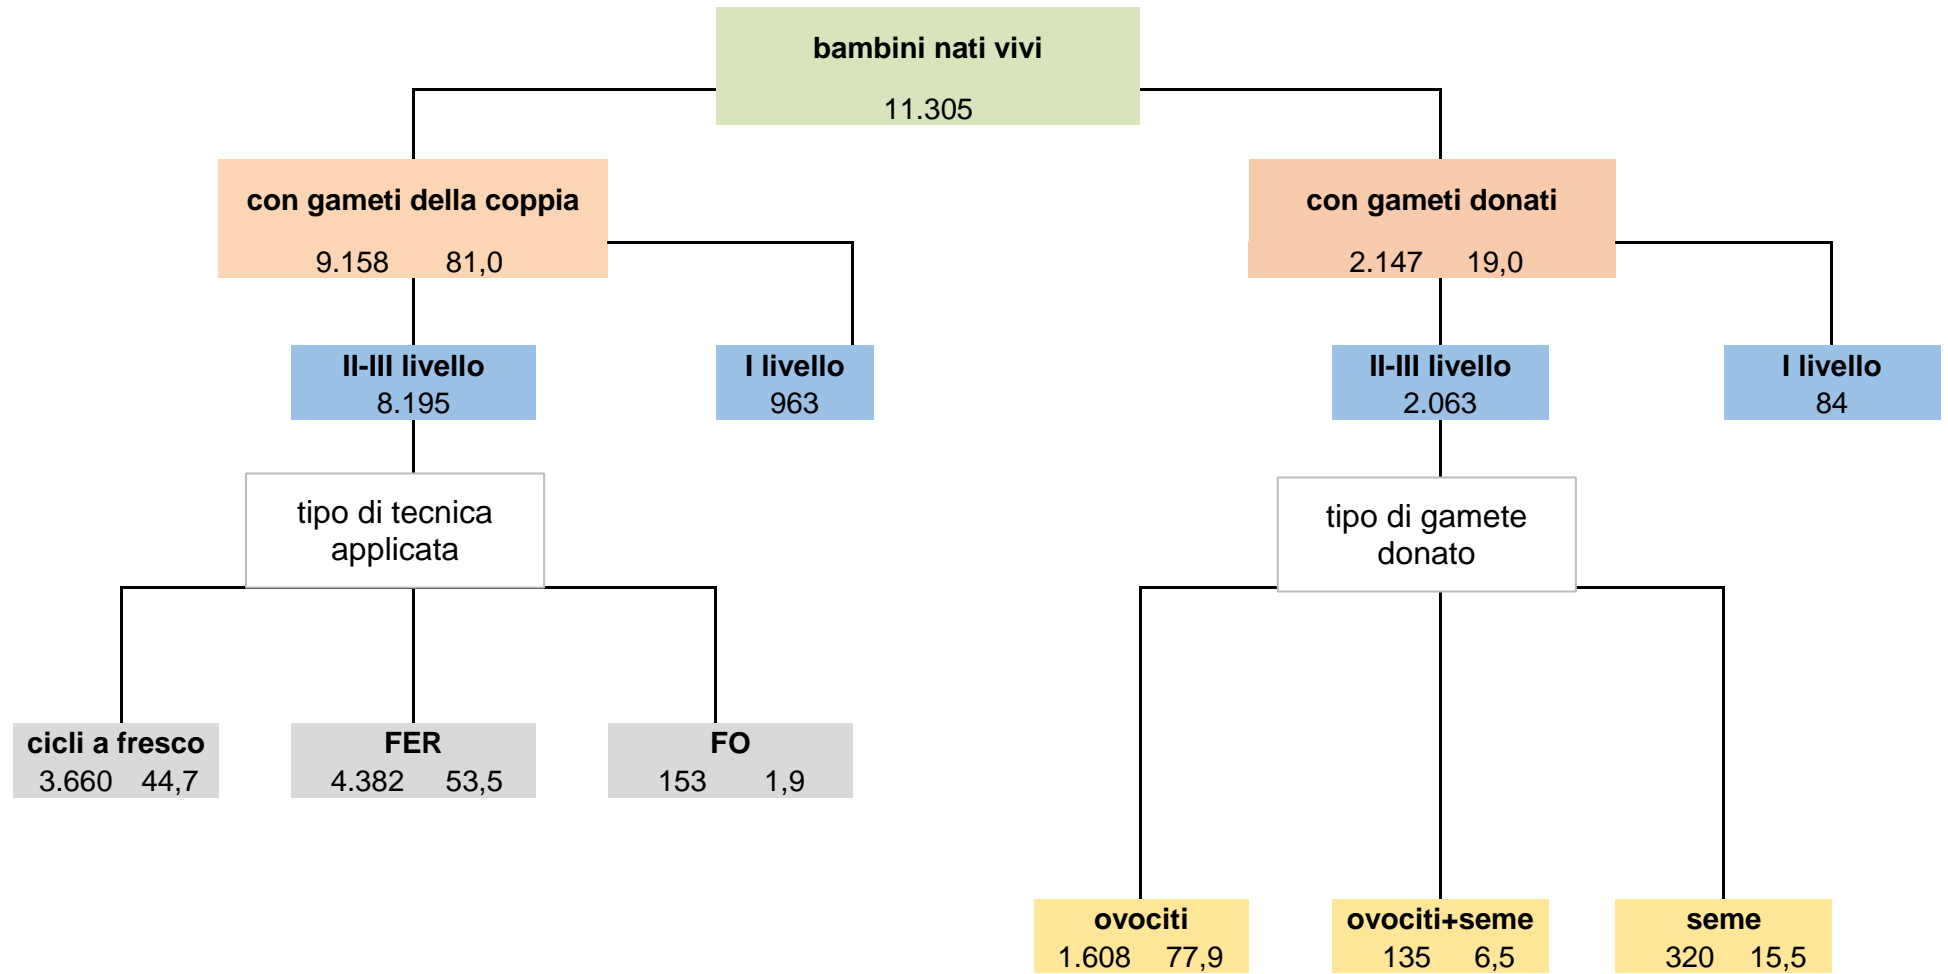 bambini nati vivi
11.305
con gameti della coppia
9.158 81,0
con gameti donati
2.147 19,0
II-III livello
8.195
I livello
963
II-III livello
2.063
I livello
84
tipo di tecnica
applicata
tipo di gamete
donato
cicli a fresco
3.660 44,7
FER
4.382 53,5
FO
153 1,9
ovociti
1.608 77,9
ovociti+seme
135 6,5
seme
320 15,5